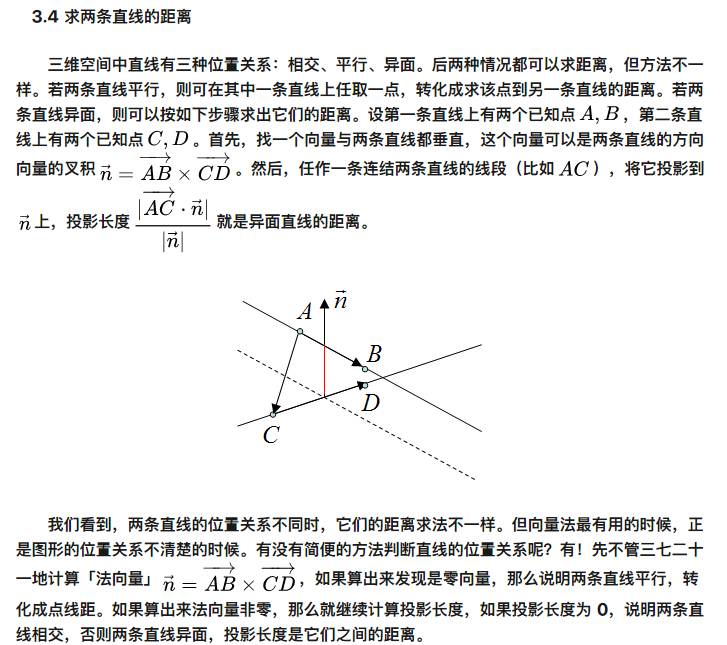 3.4 求两条直线的距离
三维空间中直线有三种位置关系：相交、平行、异面。后两种情况都可以求距离，但方法不一
样。若两条直线平行，则可在其中一条直线上任取一点，转化成求该点到另一条直线的距离。若两
条直线异面，则可以按如下步骤求出它们的距离。设第一条直线上有两个已知点 $A, B$，第二条直
线上有两个已知点 $C, D$。首先，找一个向量与两条直线都垂直，这个向量可以是两条直线的方向
向量的叉积 $\vec{n} = \overrightarrow{AB} \times \overrightarrow{CD}$。然后，任作一条连结两条直线的线段（比如 $AC$），将它投影到
$\vec{n}$ 上，投影长度 $\frac{|\overrightarrow{AC} \cdot \vec{n}|}{|\vec{n}|}$ 就是异面直线的距离。
A
$\vec{n}$
B
D
C
我们看到，两条直线的位置关系不同时，它们的距离求法不一样。但向量法最有用的时候，正
是图形的位置关系不清楚的时候。有没有简便的方法判断直线的位置关系呢？有！先不管三七二十
一地计算「法向量」$\vec{n} = \overrightarrow{AB} \times \overrightarrow{CD}$，如果算出来发现是零向量，那么说明两条直线平行，转
化成点线距。如果算出来法向量非零，那么就继续计算投影长度，如果投影长度为 0，说明两条直
线相交，否则两条直线异面，投影长度是它们之间的距离。